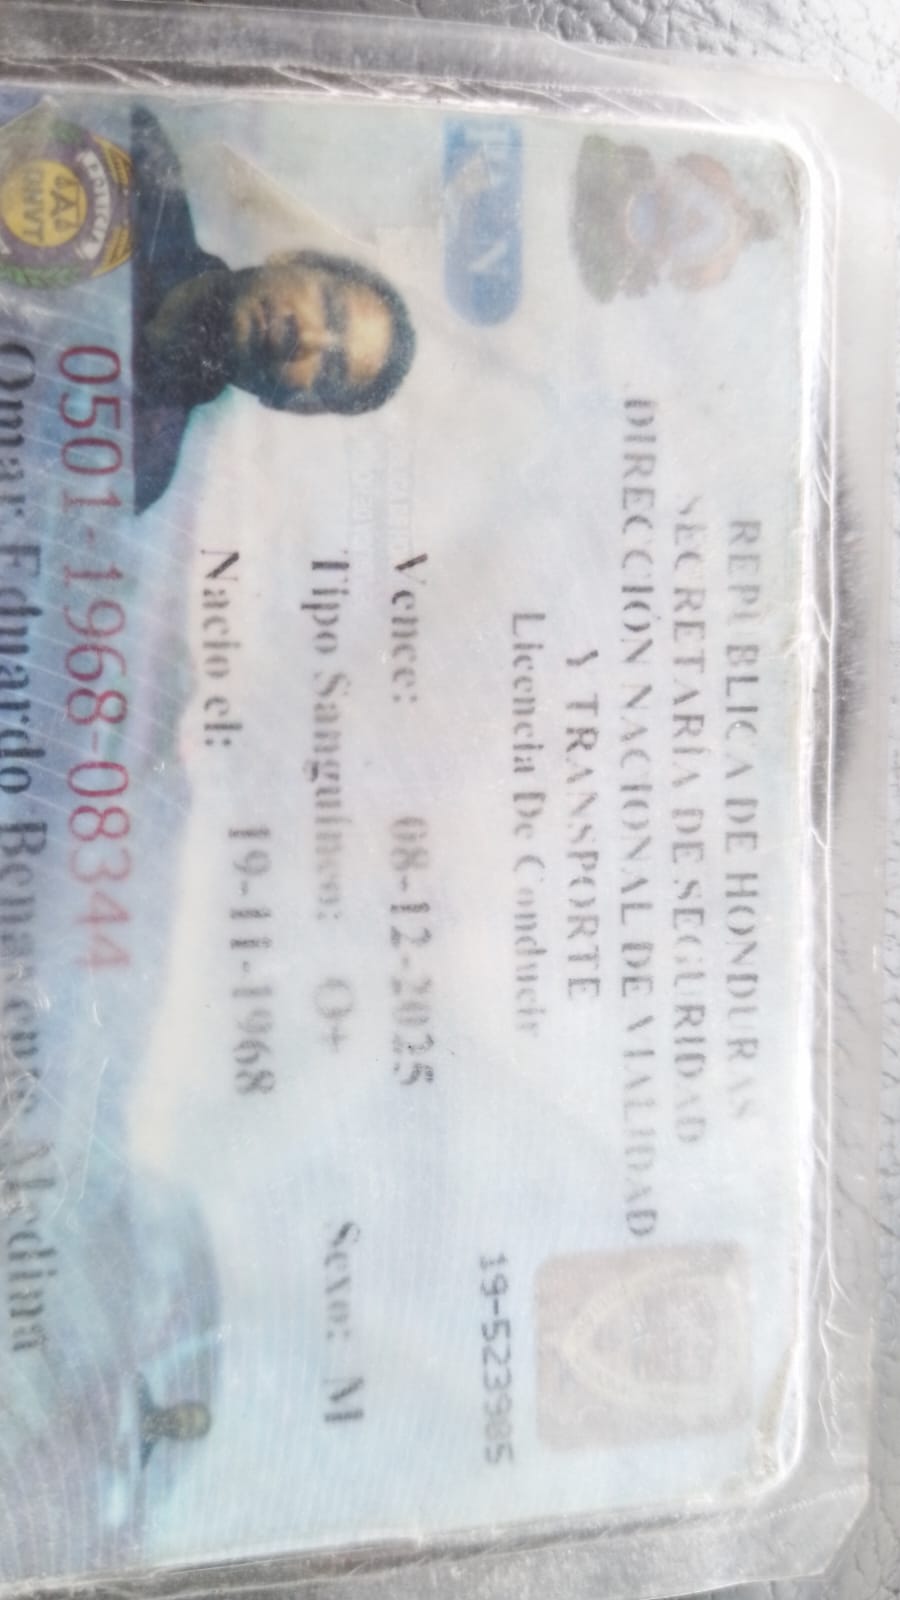 REPUBLICA DE HONDURAS
SECRETARÍA DE SEGURIDAD
DIRECCIÓN NACIONAL DE VIALIDAD
Y TRANSPORTE
Licencia De Conducir
19-523985
Vence: 08-12-2025
Tipo Sanguíneo: O+ Sexo: M
Nacio el: 19-11-1968
0501-1968-08344
Omar Eduardo
DNVT